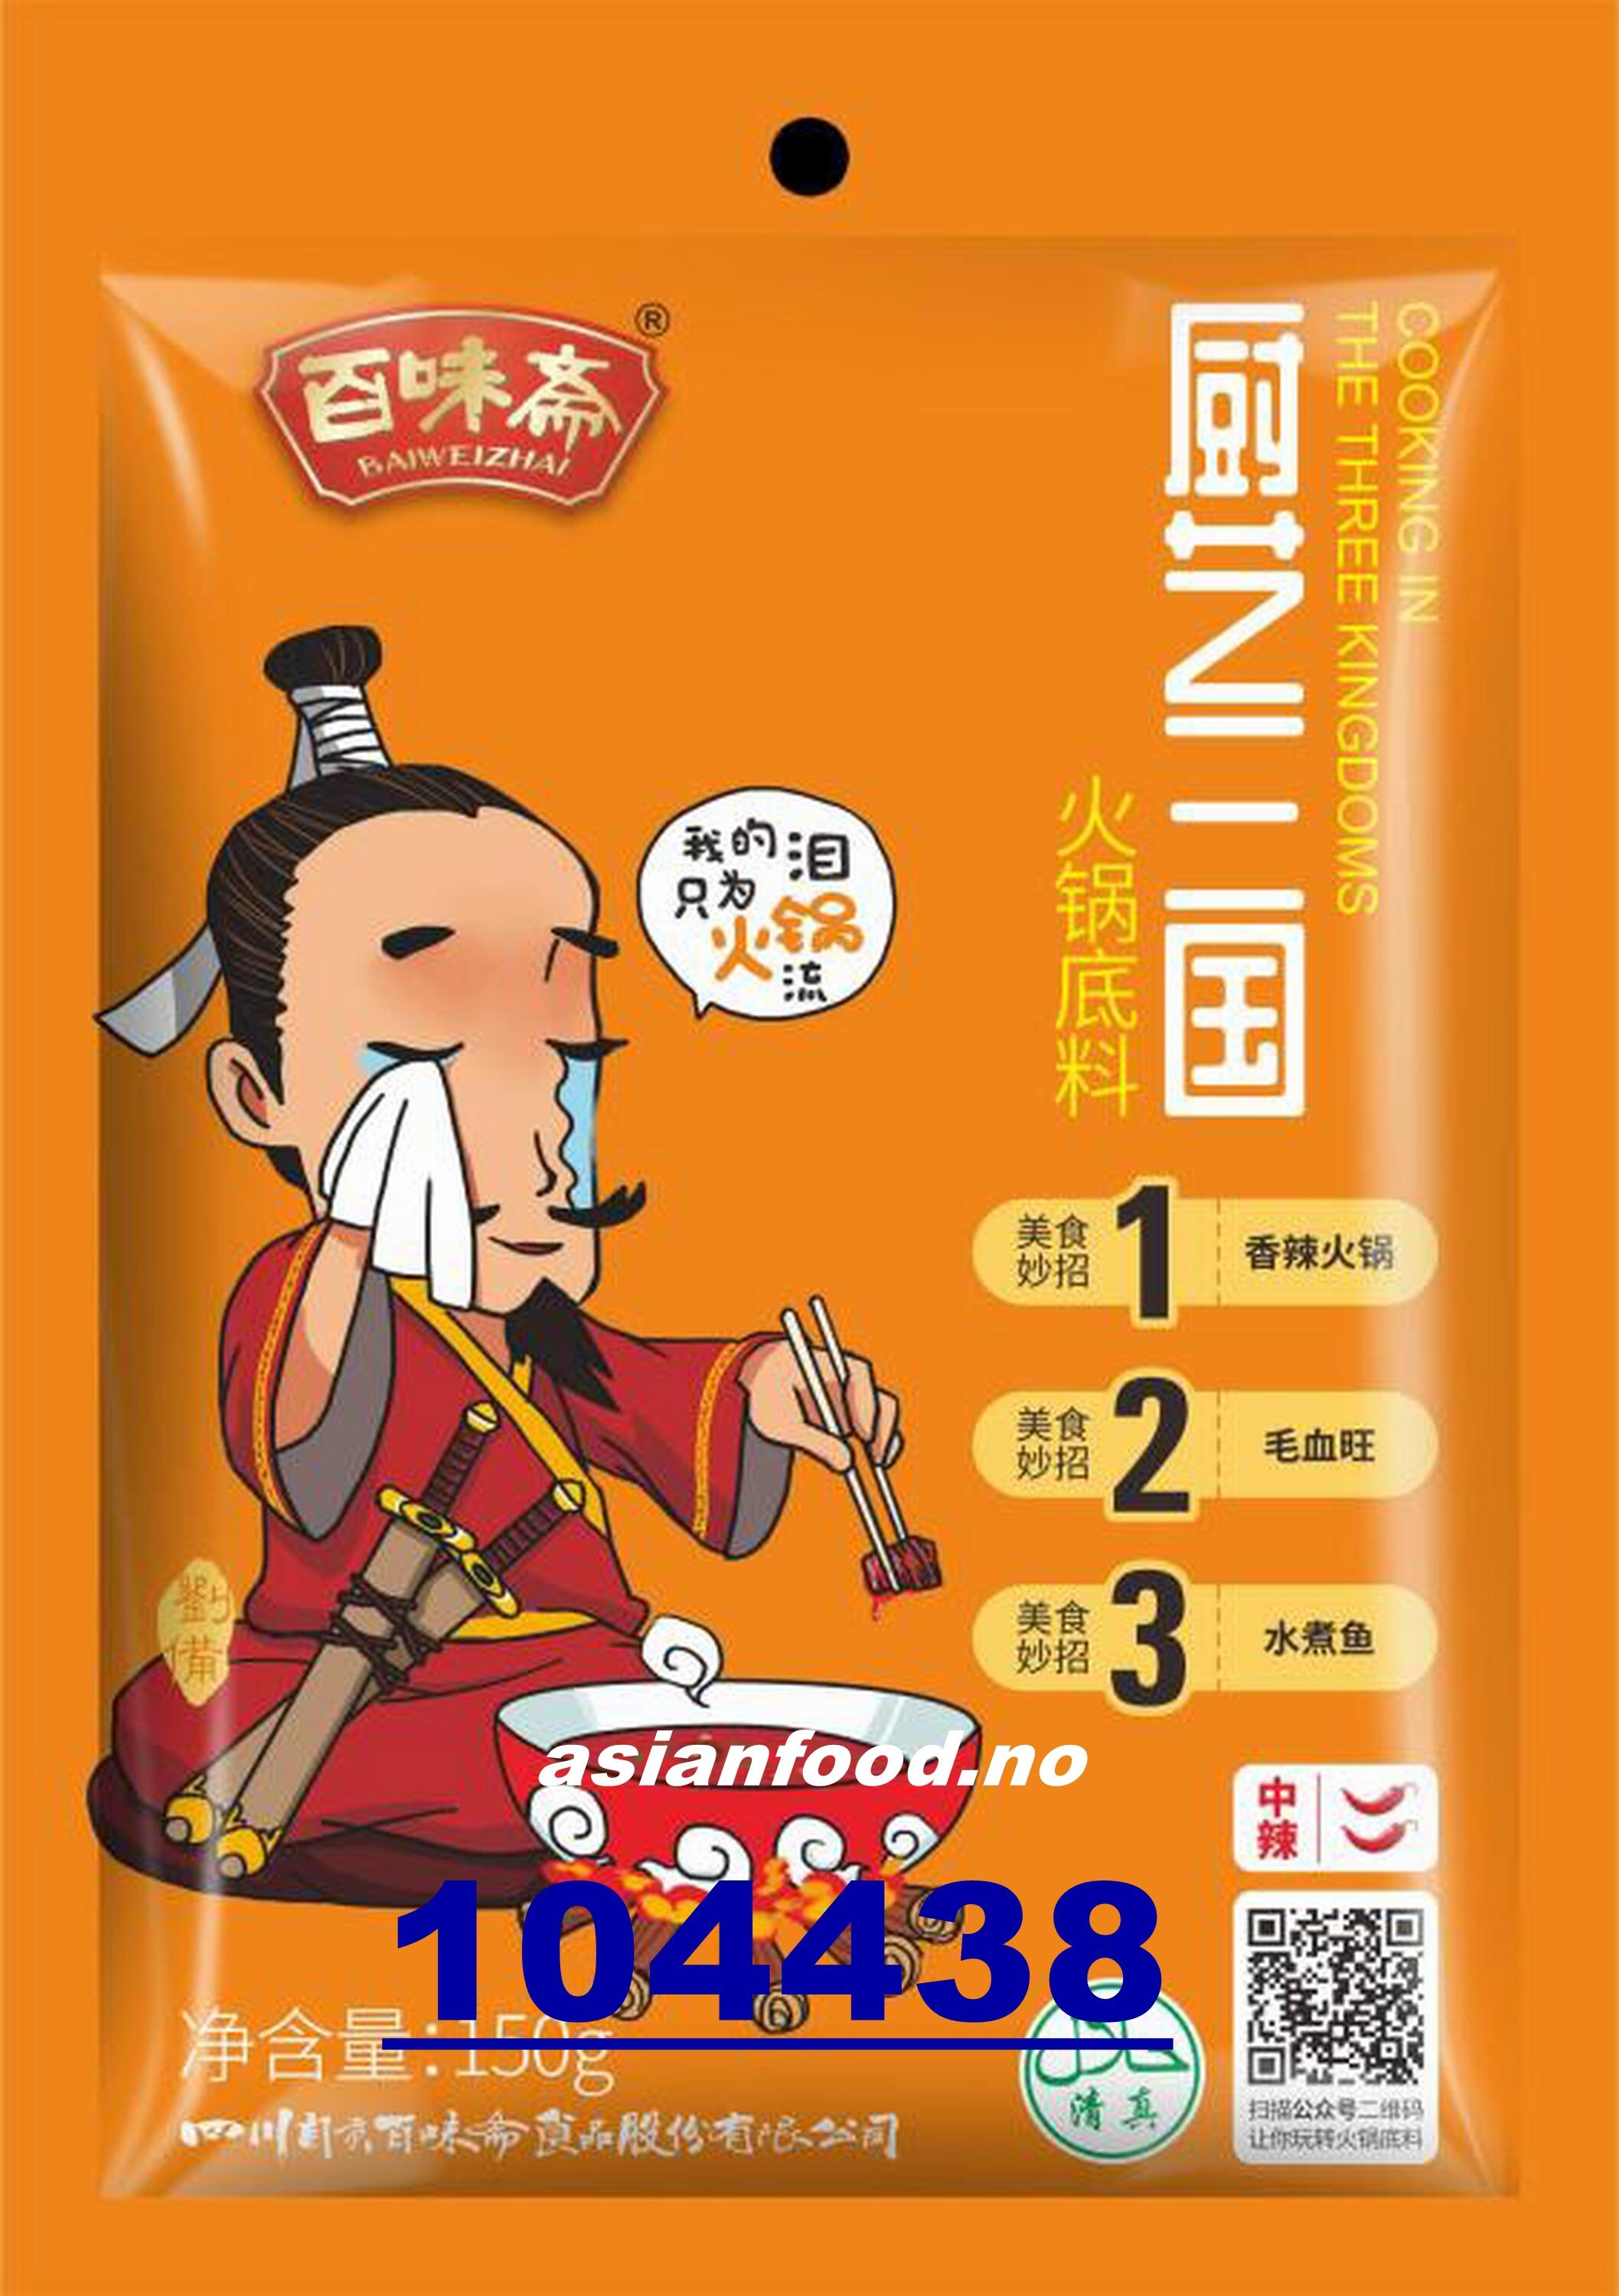 百味斋
®
BAIWEIZHAI
COOKING IN
THE THREE KINGDOMS
厨艺三国
火锅底料
我的泪
只为
火锅
流
美食
妙招
1
香辣火锅
美食
妙招
2
毛血旺
美食
妙招
3
水煮鱼
劉備
asianfood.no
中辣
104438
净含量:150g
حلال
清真
扫描公众号二维码
让你玩转火锅底料